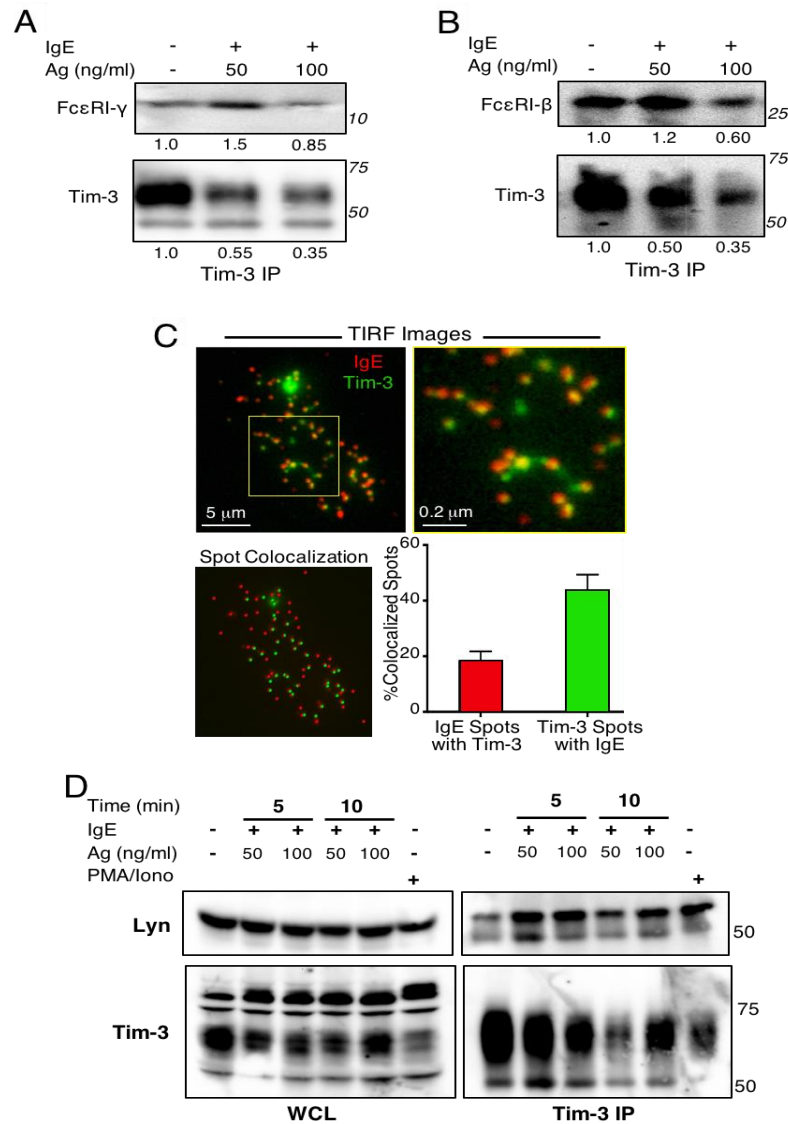 A
IgE - + +
Ag (ng/ml) - 50 100
FcεRI-γ
10
1.0 1.5 0.85
75
Tim-3
50
1.0 0.55 0.35
Tim-3 IP
B
IgE - + +
Ag (ng/ml) - 50 100
FcεRI-β
25
1.0 1.2 0.60
75
Tim-3
50
1.0 0.50 0.35
Tim-3 IP
C
TIRF Images
IgE
Tim-3
5 μm
0.2 μm
Spot Colocalization
%Colocalized Spots
60
40
20
0
IgE Spots
with Tim-3
Tim-3 Spots
with IgE
D
Time (min) 5 10
IgE - + + + + -
Ag (ng/ml) - 50 100 50 100 -
PMA/Iono +
5 10
- + + + + -
- 50 100 50 100 -
+
Lyn
50
Tim-3
75
50
WCL
Tim-3 IP